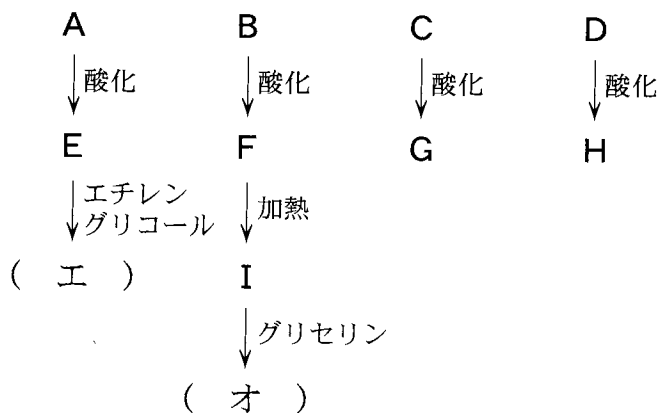 A B C D
酸化 酸化 酸化 酸化
E F G H
エチレン
グリコール 加熱
( エ ) I
グリセリン
( オ )